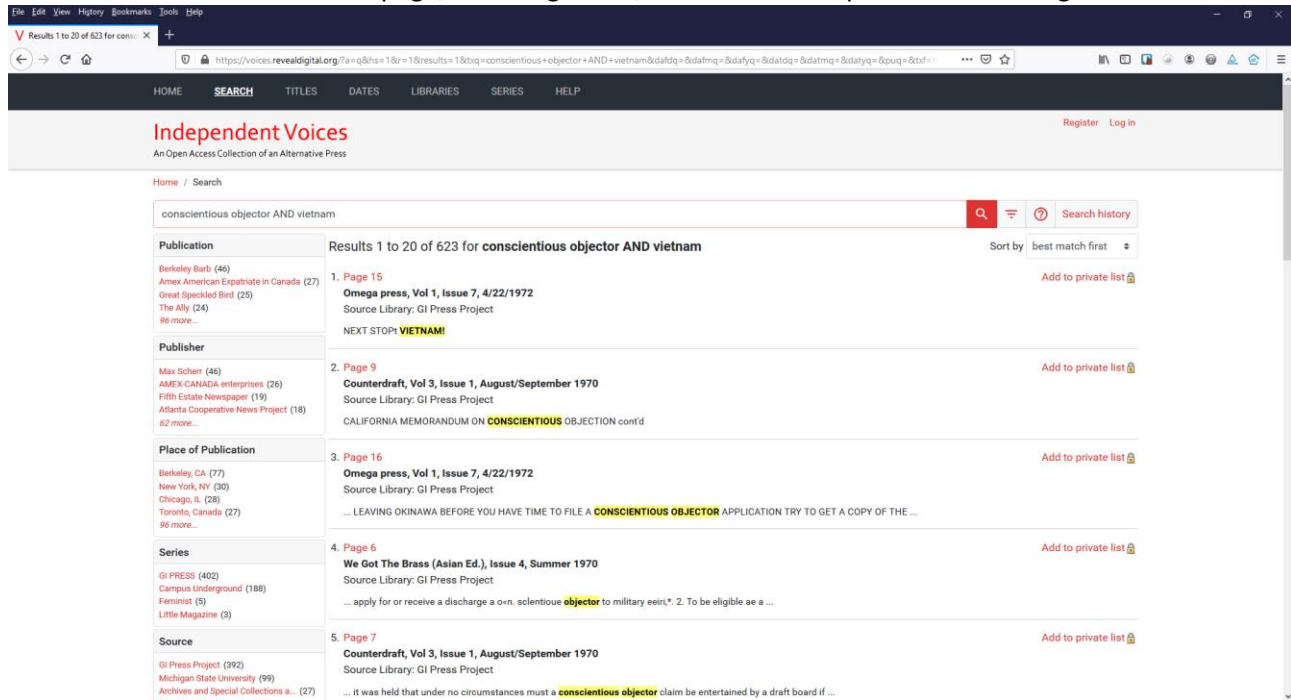 File Edit View History Bookmarks Tools Help
Results 1 to 20 of 623 for consc
https://voices.revealdigital.org/?a=q&hs=1&r=1&results=1&txq=conscientious+objector+AND+vietnam&dafdq=&dafmq=&dafyq=&datdq=&datmq=&datyq=&puq=&txf=
HOME SEARCH TITLES DATES LIBRARIES SERIES HELP
Independent Voices
Register Log in
An Open Access Collection of an Alternative Press
Home / Search
conscientious objector AND vietnam
Search history
Publication
Berkeley Barb (46)
Amex American Expatriate in Canada (27)
Great Speckled Bird (25)
The Ally (24)
96 more...
Publisher
Max Scherr (46)
AMEX-CANADA enterprises (26)
Fifth Estate Newspaper (19)
Atlanta Cooperative News Project (18)
62 more...
Place of Publication
Berkeley, CA (77)
New York, NY (30)
Chicago, IL (28)
Toronto, Canada (27)
96 more...
Series
GI PRESS (402)
Campus Underground (188)
Feminist (5)
Little Magazine (3)
Source
GI Press Project (392)
Michigan State University (99)
Archives and Special Collections a... (27)
Results 1 to 20 of 623 for conscientious objector AND vietnam
Sort by best match first
1. Page 15
Add to private list
Omega press, Vol 1, Issue 7, 4/22/1972
Source Library: GI Press Project
NEXT STOPt VIETNAM!
2. Page 9
Add to private list
Counterdraft, Vol 3, Issue 1, August/September 1970
Source Library: GI Press Project
CALIFORNIA MEMORANDUM ON CONSCIENTIOUS OBJECTION cont'd
3. Page 16
Add to private list
Omega press, Vol 1, Issue 7, 4/22/1972
Source Library: GI Press Project
... LEAVING OKINAWA BEFORE YOU HAVE TIME TO FILE A CONSCIENTIOUS OBJECTOR APPLICATION TRY TO GET A COPY OF THE ...
4. Page 6
Add to private list
We Got The Brass (Asian Ed.), Issue 4, Summer 1970
Source Library: GI Press Project
... apply for or receive a discharge a o«n. sclentioue objector to military eeiri,*. 2. To be eligible ae a ...
5. Page 7
Add to private list
Counterdraft, Vol 3, Issue 1, August/September 1970
Source Library: GI Press Project
... it was held that under no circumstances must a conscientious objector claim be entertained by a draft board if ...